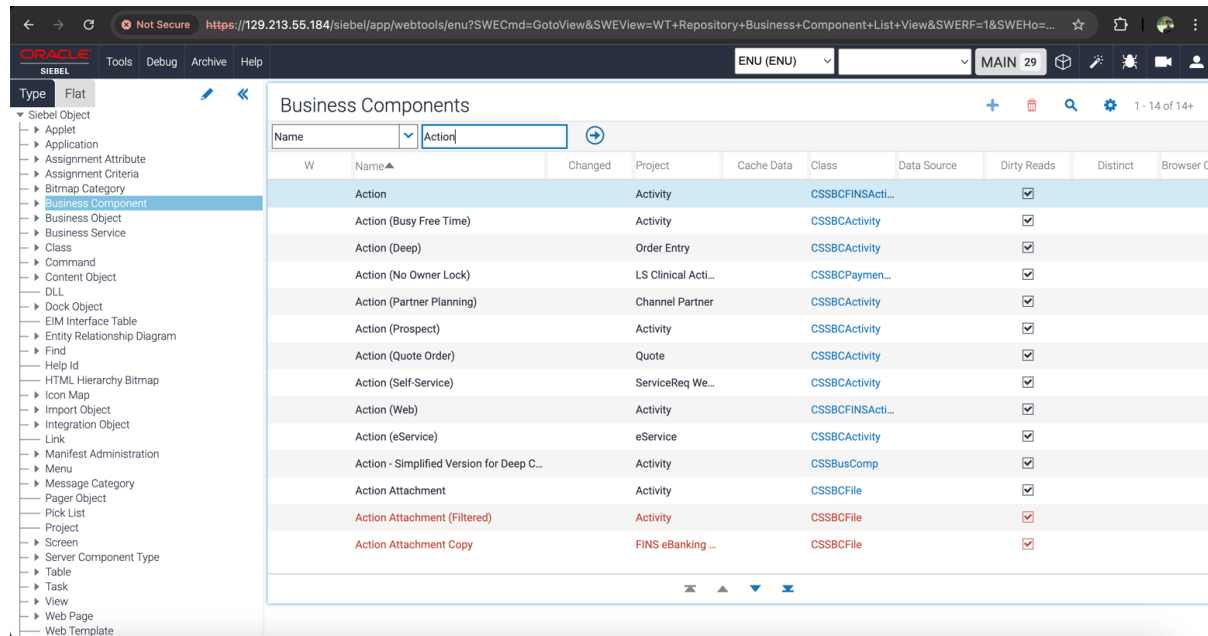 Not Secure https://129.213.55.184/siebel/app/webtools/enu?SWECmd=GotoView&SWEView=WT+Repository+Business+Component+List+View&SWERF=1&SWEHo=...
ORACLE
SIEBEL
Tools Debug Archive Help ENU (ENU) MAIN 29
Type Flat
Siebel Object
Applet
Application
Assignment Attribute
Assignment Criteria
Bitmap Category
Business Component
Business Object
Business Service
Class
Command
Content Object
DLL
Dock Object
EIM Interface Table
Entity Relationship Diagram
Find
Help Id
HTML Hierarchy Bitmap
Icon Map
Import Object
Integration Object
Link
Manifest Administration
Menu
Message Category
Pager Object
Pick List
Project
Screen
Server Component Type
Table
Task
View
Web Page
Web Template
Business Components 1 - 14 of 14+
Name Action
W Name Changed Project Cache Data Class Data Source Dirty Reads Distinct Browser C
Action Activity CSSBCFINSActi...
Action (Busy Free Time) Activity CSSBCActivity
Action (Deep) Order Entry CSSBCActivity
Action (No Owner Lock) LS Clinical Acti... CSSBCPaymen...
Action (Partner Planning) Channel Partner CSSBCActivity
Action (Prospect) Activity CSSBCActivity
Action (Quote Order) Quote CSSBCActivity
Action (Self-Service) ServiceReq We... CSSBCActivity
Action (Web) Activity CSSBCFINSActi...
Action (eService) eService CSSBCActivity
Action - Simplified Version for Deep C... Activity CSSBusComp
Action Attachment Activity CSSBCFile
Action Attachment (Filtered) Activity CSSBCFile
Action Attachment Copy FINS eBanking ... CSSBCFile